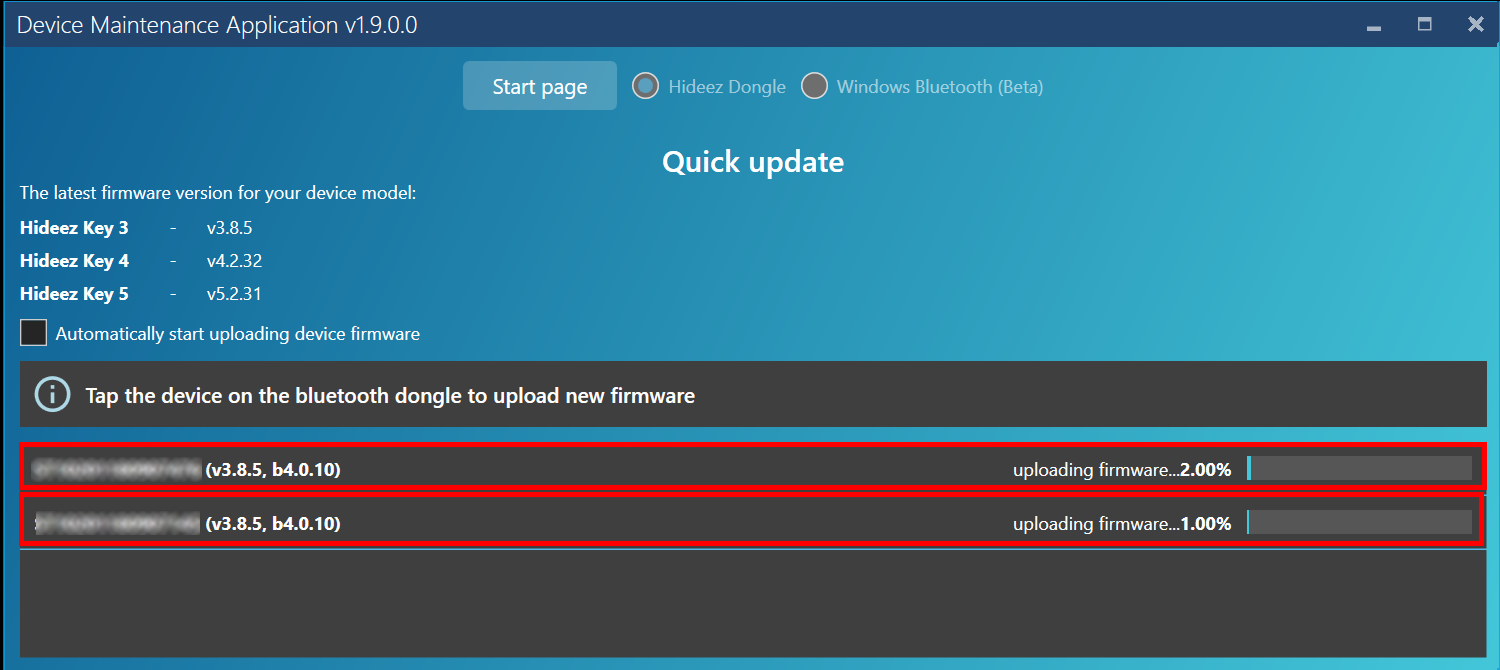 Device Maintenance Application v1.9.0.0
Start page Hideez Dongle Windows Bluetooth (Beta)
Quick update
The latest firmware version for your device model:
Hideez Key 3 - v3.8.5
Hideez Key 4 - v4.2.32
Hideez Key 5 - v5.2.31
Automatically start uploading device firmware
Tap the device on the bluetooth dongle to upload new firmware
(v3.8.5, b4.0.10) uploading firmware...2.00%
(v3.8.5, b4.0.10) uploading firmware...1.00%